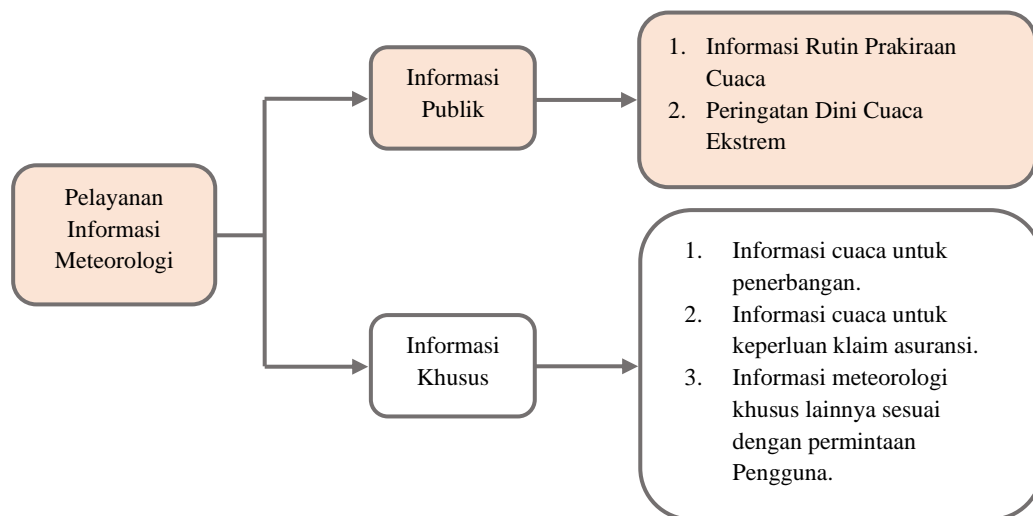 Pelayanan
Informasi
Meteorologi
Informasi
Publik
1. Informasi Rutin Prakiraan
Cuaca
2. Peringatan Dini Cuaca
Ekstrem
Informasi
Khusus
1. Informasi cuaca untuk
penerbangan.
2. Informasi cuaca untuk
keperluan klaim asuransi.
3. Informasi meteorologi
khusus lainnya sesuai
dengan permintaan
Pengguna.